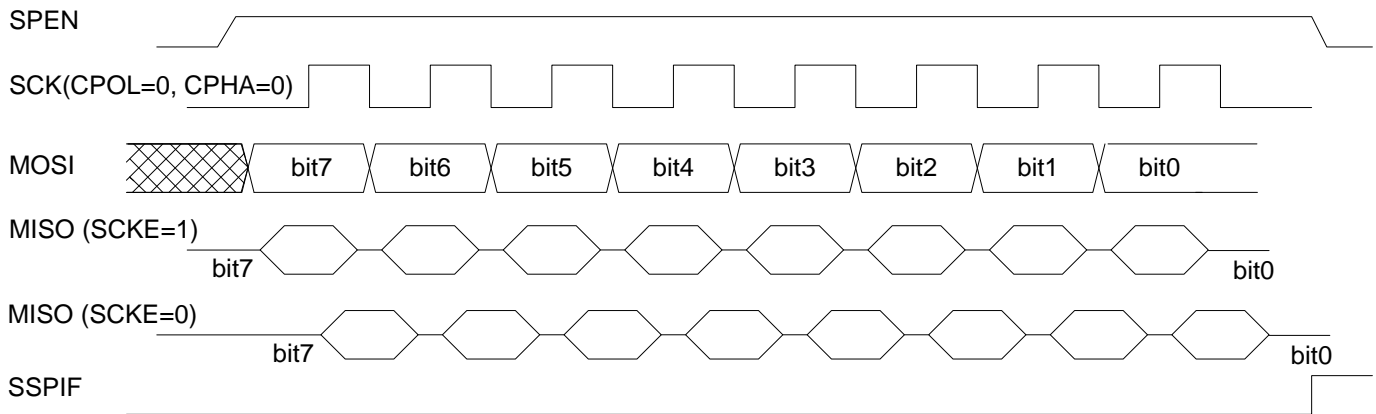 SPEN
SCK(CPOL=0, CPHA=0)
MOSI bit7 bit6 bit5 bit4 bit3 bit2 bit1 bit0
MISO (SCKE=1)
bit7 bit0
MISO (SCKE=0)
bit7 bit0
SSPIF